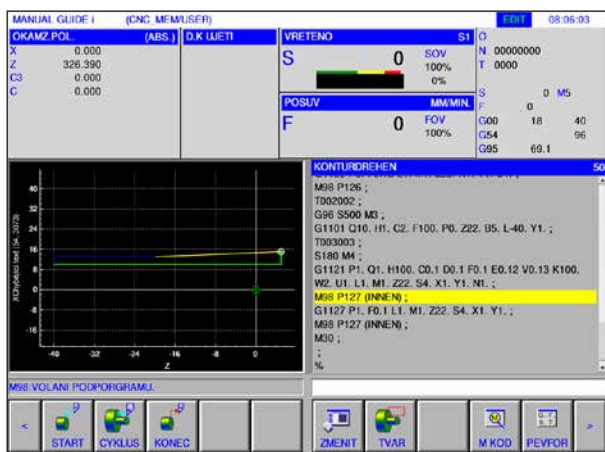 MANUAL GUIDE i (CNC_MEM/USER) EDIT 08:06:03
OKAMZ.POL. (ABS.)
X 0.000
Z 326.390
C3 0.000
C 0.000
D.K UJETI
VRETENO S1
S 0 SOV
100%
0%
POSUV MM/MIN.
F 0 FOV
100%
O
N 00000000
T 0000
S 0 M5
F 0
G00 18 40
G54 96
G95 69.1
40
32
24
16
8
0
-8
-16
-40 -32 -24 -16 -8 0
Z
KONTURDREHEN 50
M98 P126 ;
T002002 ;
G96 S500 M3 ;
G1101 Q10. H1. C2. F100. P0. Z22. B5. L-40. Y1. ;
T003003 ;
S180 M4 ;
G1121 P1. Q1. H100. C0.1 D0.1 F0.1 E0.12 V0.13 K100.
W2. U1. L1. M1. Z22. S4. X1. Y1. N1. ;
M98 P127 (INNEN) ;
G1127 P1. F0.1 L1. M1. Z22. S4. X1. Y1. ;
M98 P127 (INNEN) ;
M30 ;
;
%
M98:VOLANI PODPORGRAMU.
< START CYKLUS KONEC ZMENIT TVAR M KOD PEVFOR >